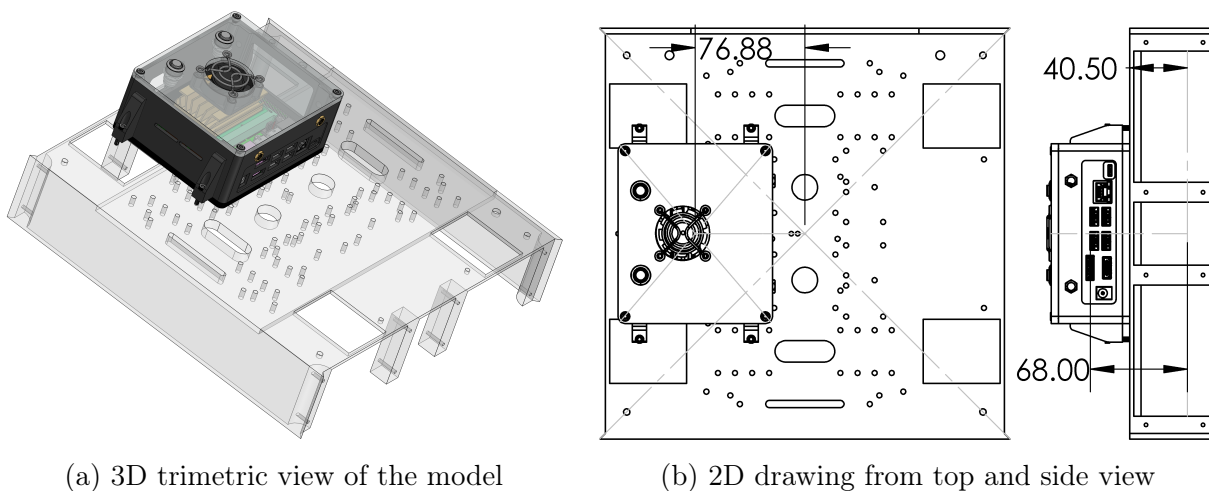 76.88
40.50
68.00
(a) 3D trimetric view of the model
(b) 2D drawing from top and side view